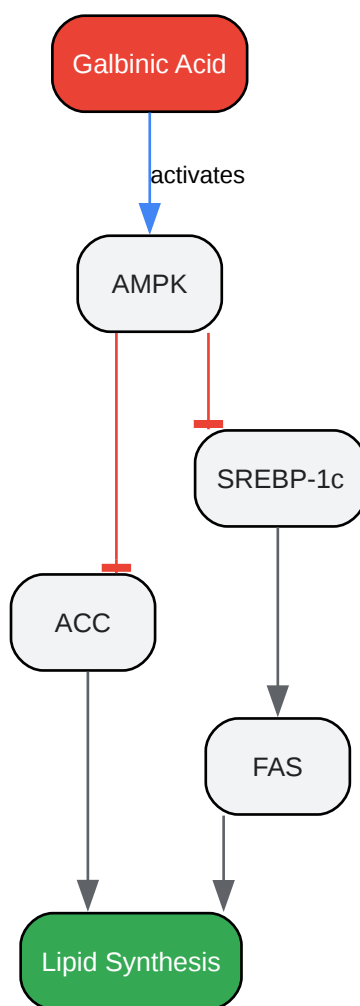 Galbinic Acid
activates
AMPK
SREBP-1c
ACC
FAS
Lipid Synthesis